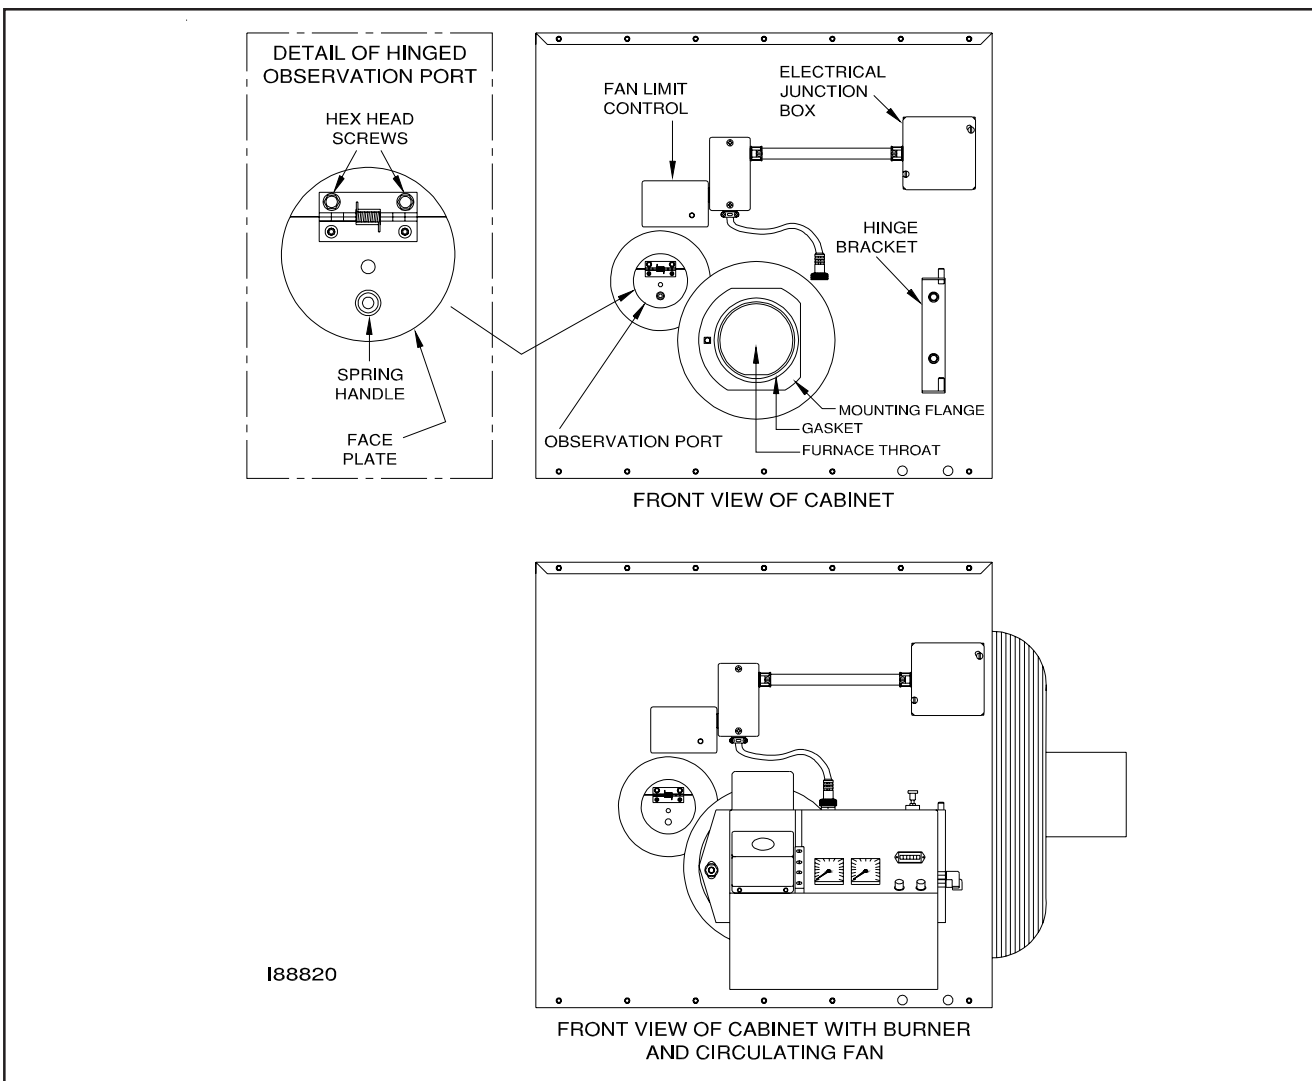 DETAIL OF HINGED
OBSERVATION PORT
HEX HEAD
SCREWS
SPRING
HANDLE
FACE
PLATE
FAN LIMIT
CONTROL
ELECTRICAL
JUNCTION
BOX
HINGE
BRACKET
MOUNTING FLANGE
GASKET
OBSERVATION PORT
FURNACE THROAT
FRONT VIEW OF CABINET
I88820
FRONT VIEW OF CABINET WITH BURNER
AND CIRCULATING FAN